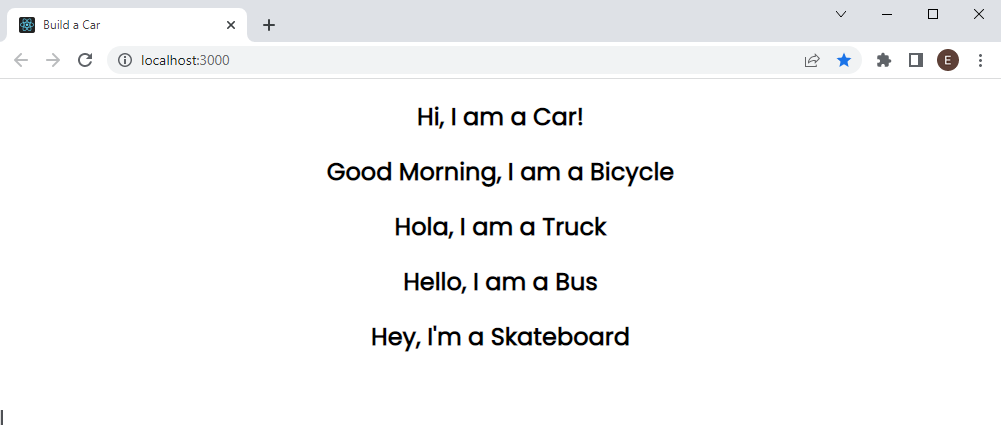 Build a Car
localhost:3000
E
Hi, I am a Car!
Good Morning, I am a Bicycle
Hola, I am a Truck
Hello, I am a Bus
Hey, I'm a Skateboard